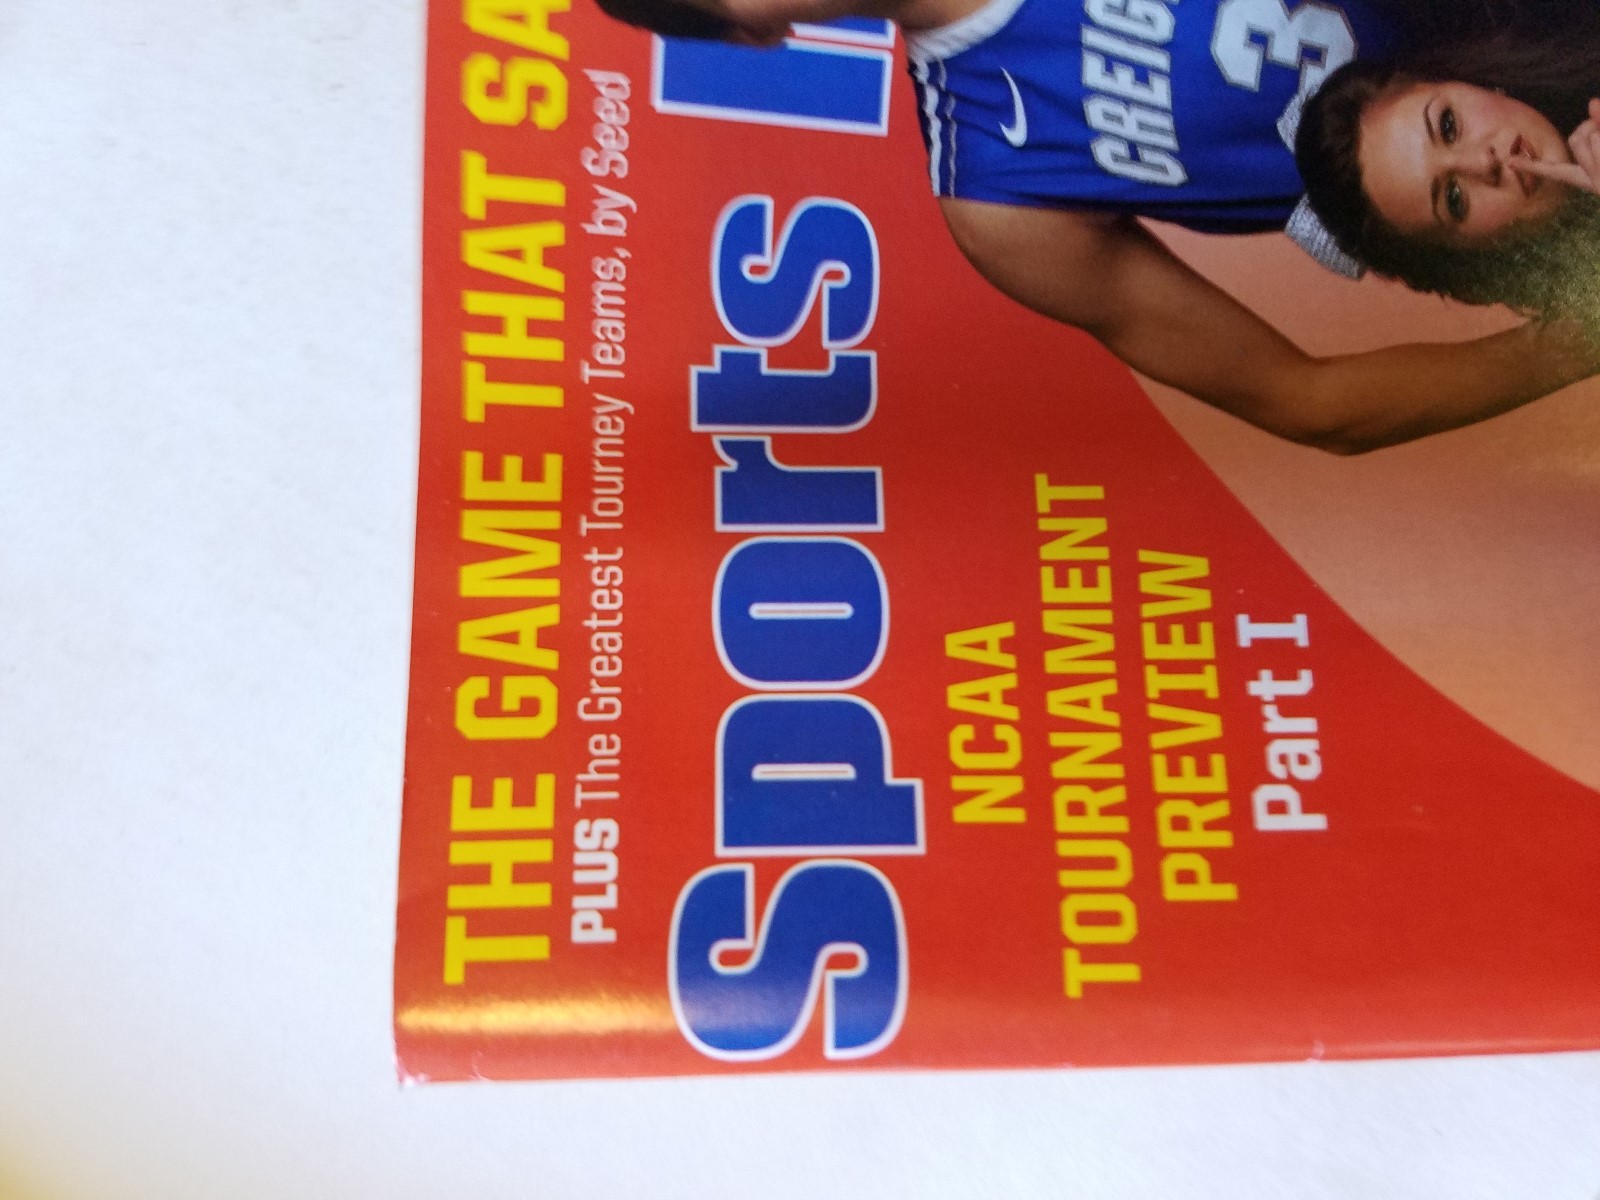 THE GAME THAT SA
PLUS The Greatest Tourney Teams, by Seed
Sports I
NCAA
TOURNAMENT
PREVIEW
Part I
CREIG
3